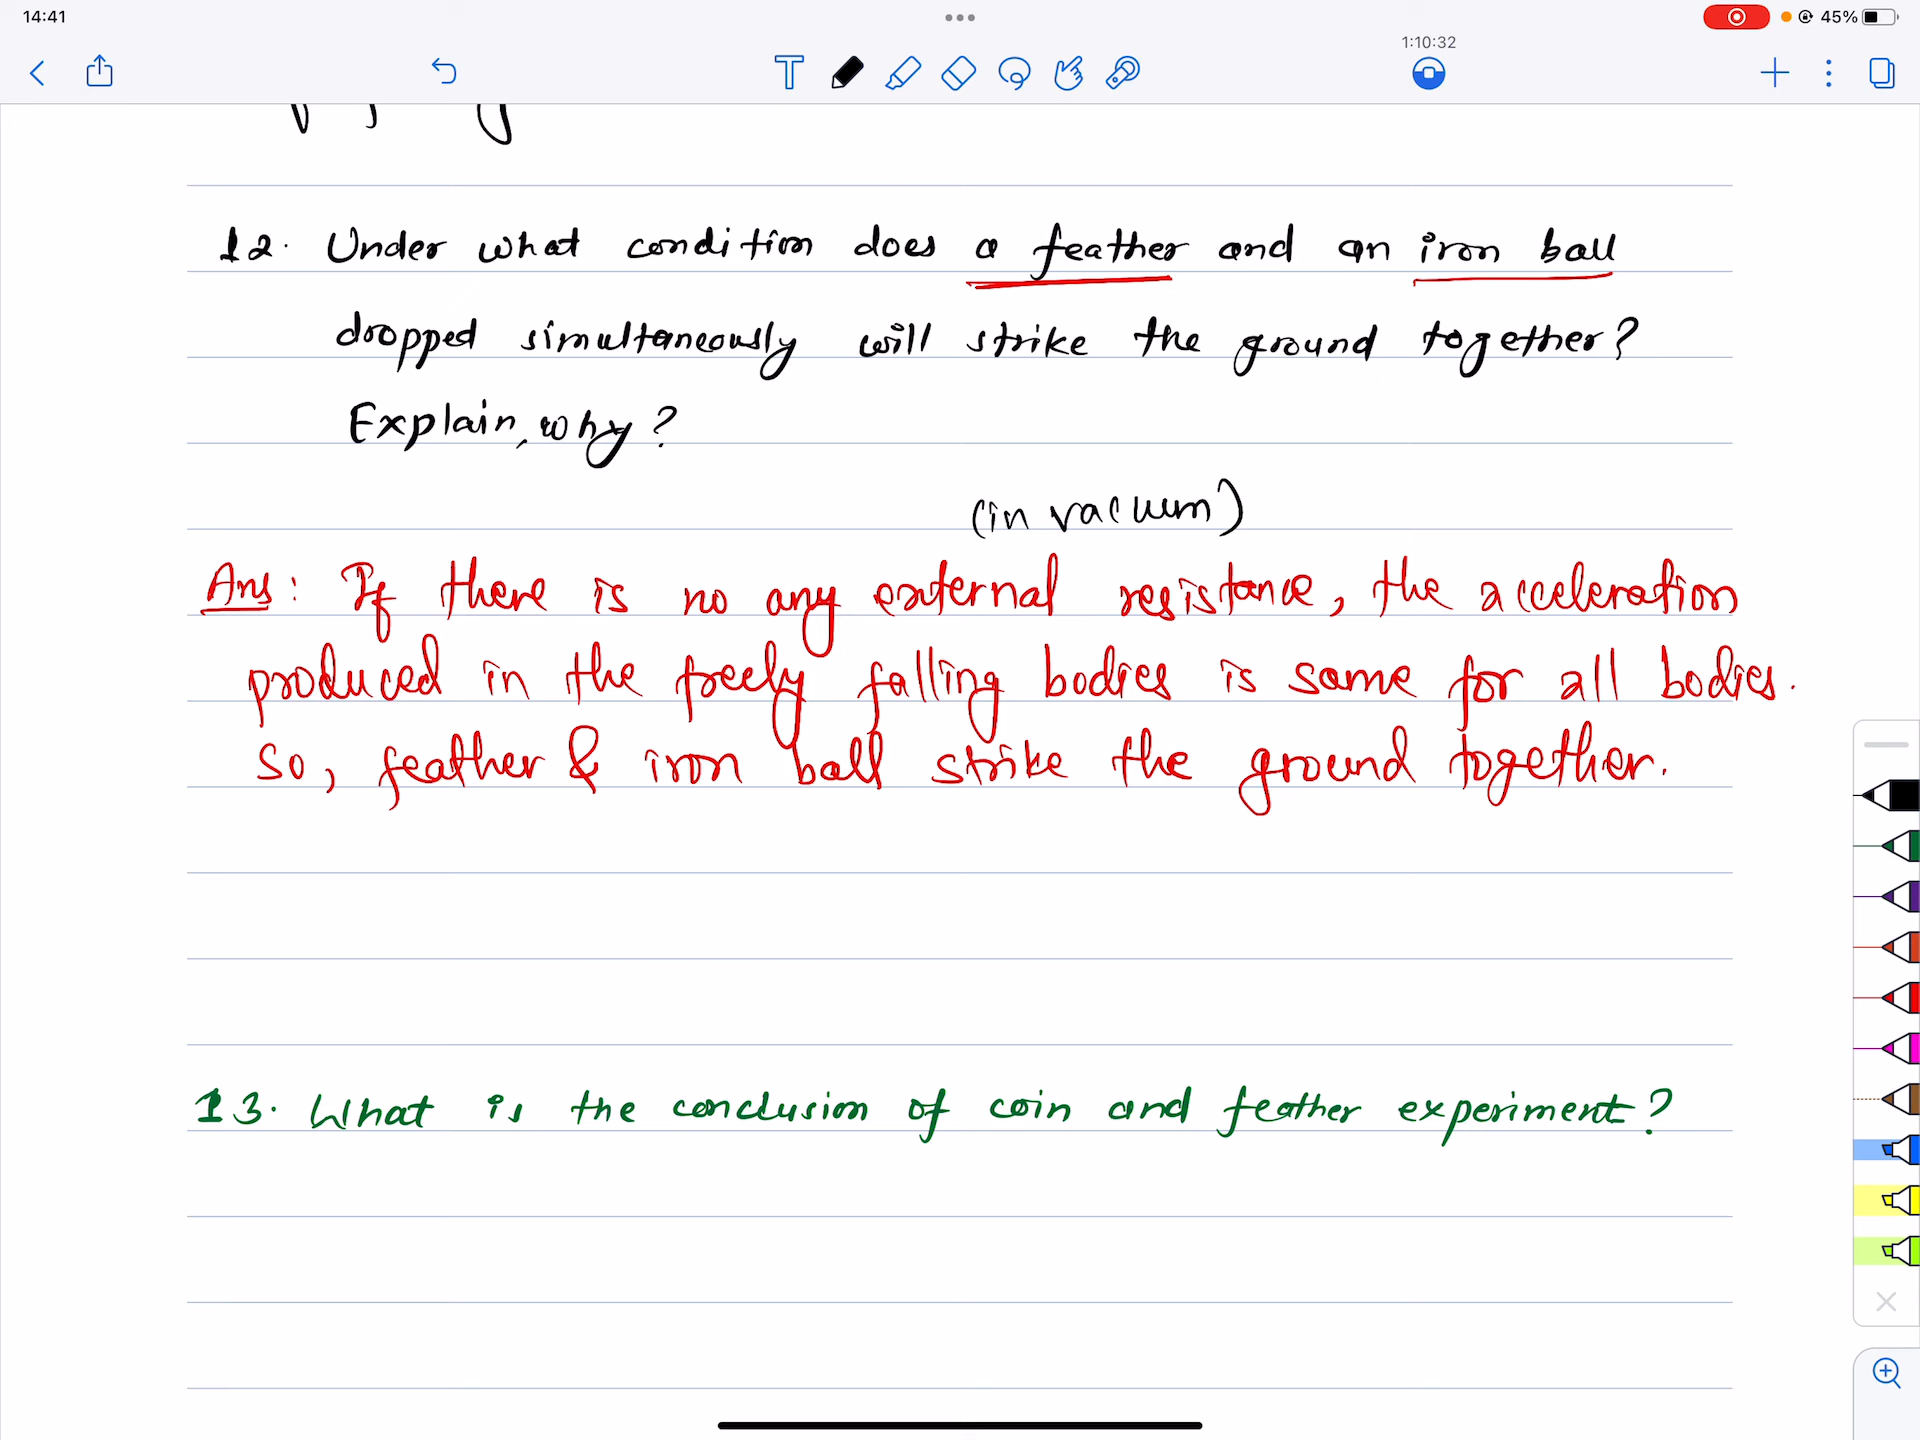 14:41
45%
1:10:32
12. Under what condition does a feather and an iron ball
dropped simultaneously will strike the ground together?
Explain, why?
(in vacuum)
Ans: If there is no any external resistance, the acceleration
produced in the freely falling bodies is same for all bodies.
So, feather & iron ball strike the ground together.
13. What is the conclusion of coin and feather experiment?